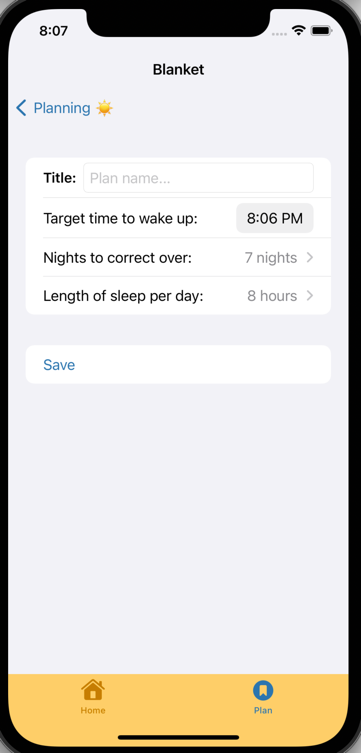 8:07
Blanket
Planning ☀️
Title: Plan name...
Target time to wake up: 8:06 PM
Nights to correct over: 7 nights
Length of sleep per day: 8 hours
Save
Home Plan